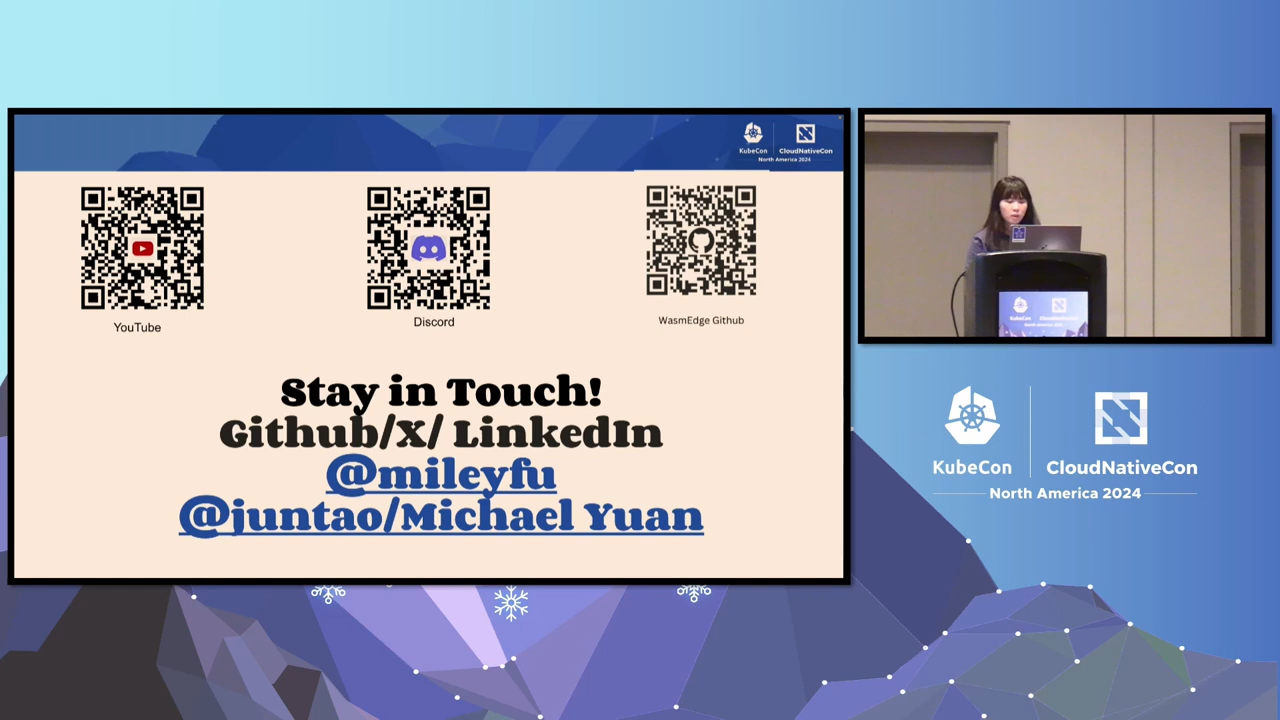 KubeCon
CloudNativeCon
North America 2024
YouTube
Discord
WasmEdge Github
Stay in Touch!
Github/X/ LinkedIn
@mileyfu
@juntao/Michael Yuan
KubeCon
KubeCon
CloudNativeCon
North America 2024